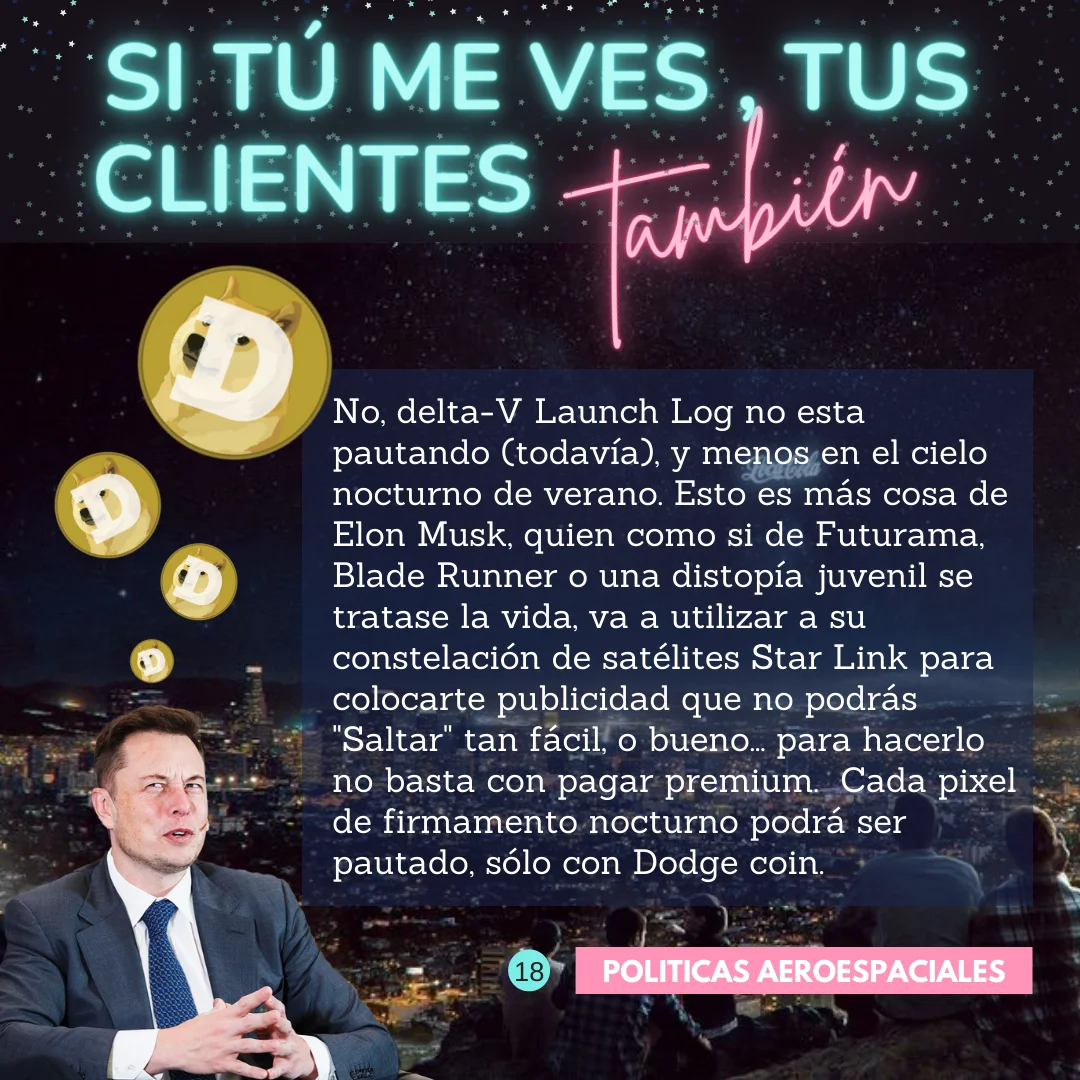 SI TÚ ME VES , TUS
CLIENTES también
No, delta-V Launch Log no esta
pautando (todavía), y menos en el cielo
nocturno de verano. Esto es más cosa de
Elon Musk, quien como si de Futurama,
Blade Runner o una distopía juvenil se
tratase la vida, va a utilizar a su
constelación de satélites Star Link para
colocarte publicidad que no podrás
"Saltar" tan fácil, o bueno... para hacerlo
no basta con pagar premium.  Cada pixel
de firmamento nocturno podrá ser
pautado, sólo con Dodge coin.
Coca-Cola
D
D
D
D
18 POLITICAS AEROESPACIALES